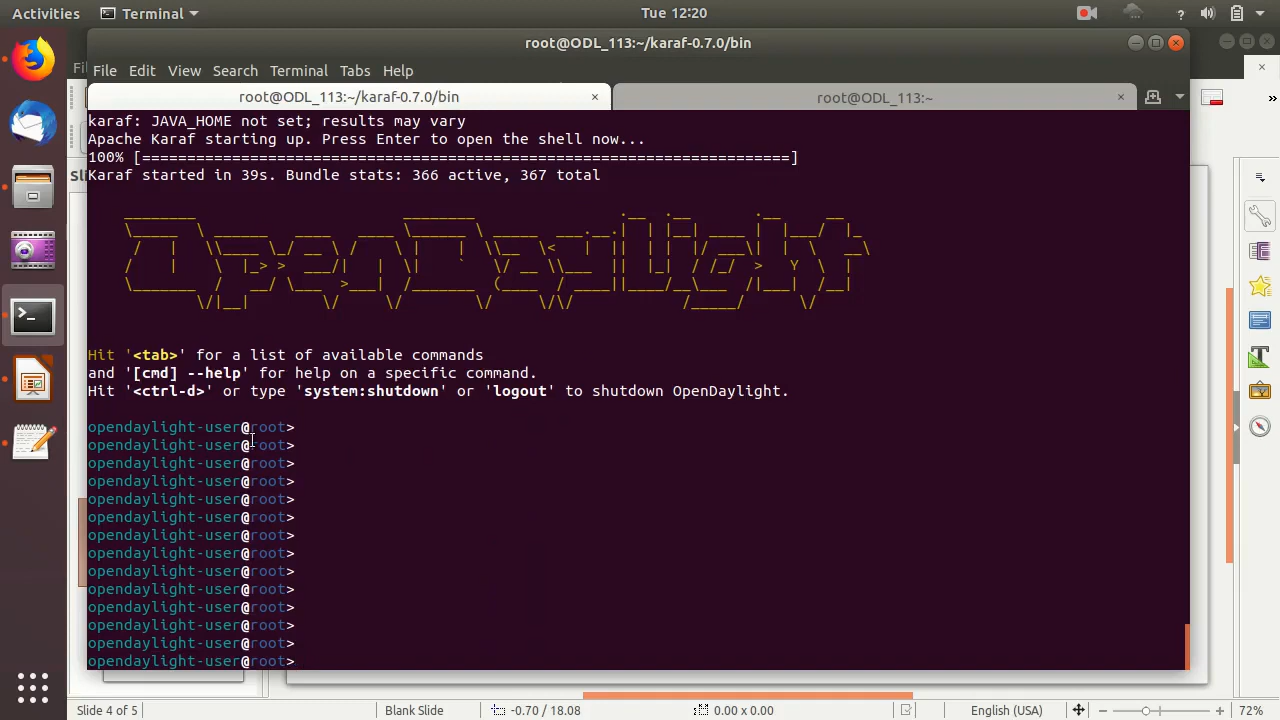 Activities Terminal Tue 12:20 ?
root@ODL_113:~/karaf-0.7.0/bin
File Edit View Search Terminal Tabs Help
root@ODL_113:~/karaf-0.7.0/bin × root@ODL_113:~ ×
karaf: JAVA_HOME not set; results may vary
Apache Karaf starting up. Press Enter to open the shell now...
100% [========================================================================]
Karaf started in 39s. Bundle stats: 366 active, 367 total
OpenDaylight
Hit '<tab>' for a list of available commands
and '[cmd] --help' for help on a specific command.
Hit '<ctrl-d>' or type 'system:shutdown' or 'logout' to shutdown OpenDaylight.
opendaylight-user@root>
opendaylight-user@root>
opendaylight-user@root>
opendaylight-user@root>
opendaylight-user@root>
opendaylight-user@root>
opendaylight-user@root>
opendaylight-user@root>
opendaylight-user@root>
opendaylight-user@root>
opendaylight-user@root>
opendaylight-user@root>
opendaylight-user@root>
opendaylight-user@root>
Slide 4 of 5 Blank Slide -0.70 / 18.08 0.00 x 0.00 English (USA) 72%